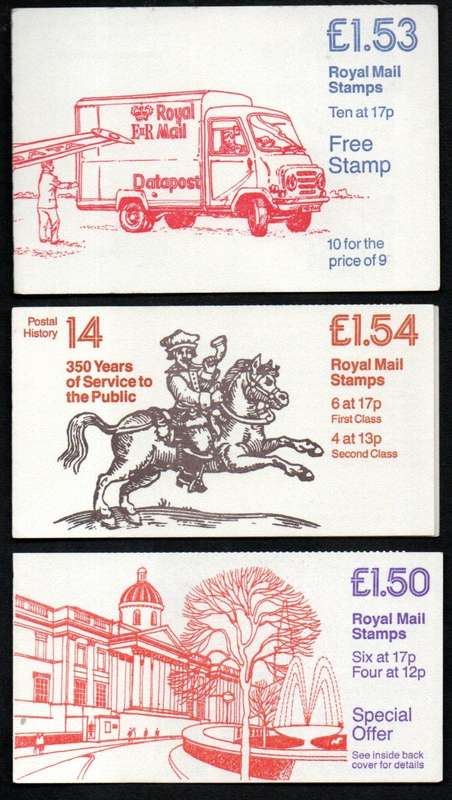 £1.53
Royal Mail
Stamps
Ten at 17p
Free
Stamp
10 for the
price of 9
Royal
E II R Mail
Datapost
Postal
History
14
350 Years
of Service to
the Public
£1.54
Royal Mail
Stamps
6 at 17p
First Class
4 at 13p
Second Class
£1.50
Royal Mail
Stamps
Six at 17p
Four at 12p
Special
Offer
See inside back
cover for details